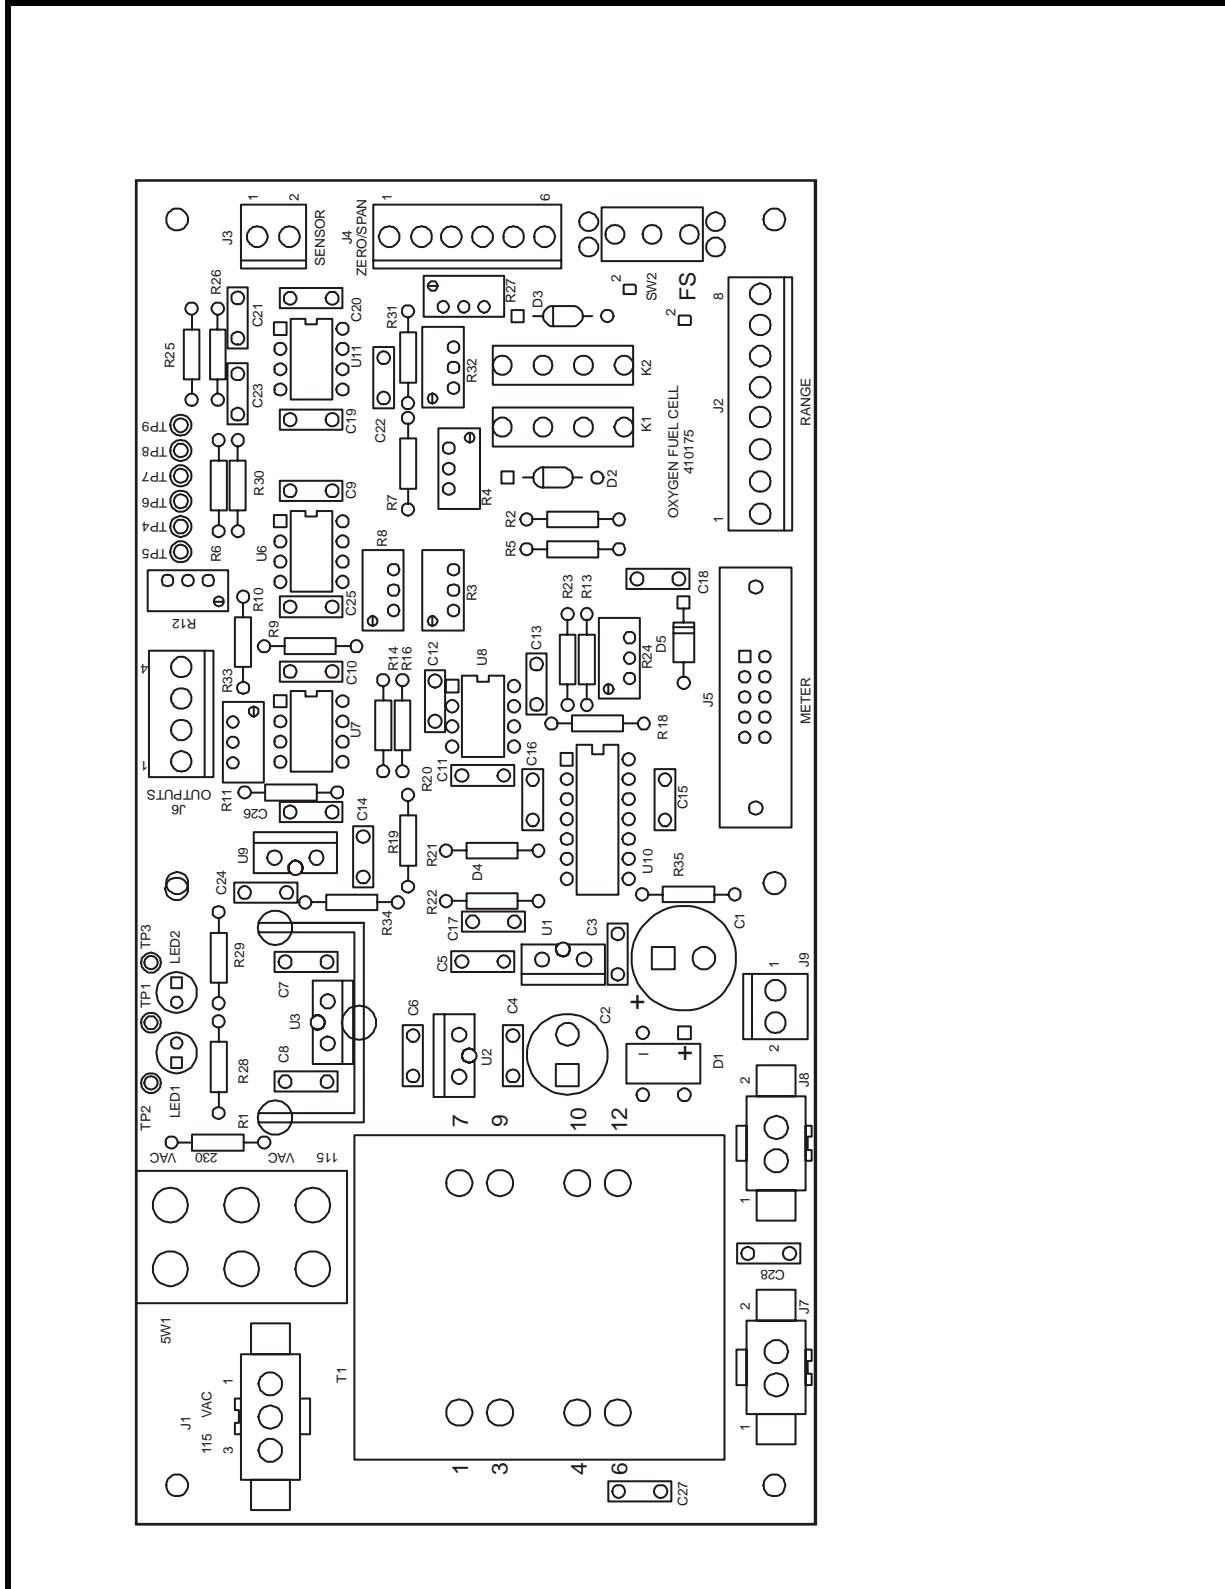 J3
1
2
SENSOR
J4
ZERO/SPAN
1
6
R26
R25
C21
C23
C20
U11
C19
R31
C22
R27
R32
D3
2
SW2
2
FS
8
K2
K1
J2
RANGE
1
OXYGEN FUEL CELL
410175
TP9
TP8
TP7
TP6
TP4
TP5
R6
R30
C9
U6
C25
R7
R4
D2
R2
R5
R8
R3
R12
R10
R9
R33
C10
U7
R14
R16
C12
U8
C13
R23
R13
R24
D5
C18
R18
J5
METER
4
1
J6
OUTPUTS
R11
C26
C14
R20
C11
C16
C15
U9
R19
R21
D4
U10
R35
C24
R34
R22
C17
U1
C3
C1
TP3
LED2
R29
TP1
C7
U3
C8
C5
C6
U2
C4
C2
+
–
+
D1
J9
1
2
TP2
LED1
R28
R1
VAC
230
VAC
115
7
9
10
12
J8
2
1
C28
5W1
J1
115 VAC
1
3
T1
1
3
4
6
C27
J7
2
1